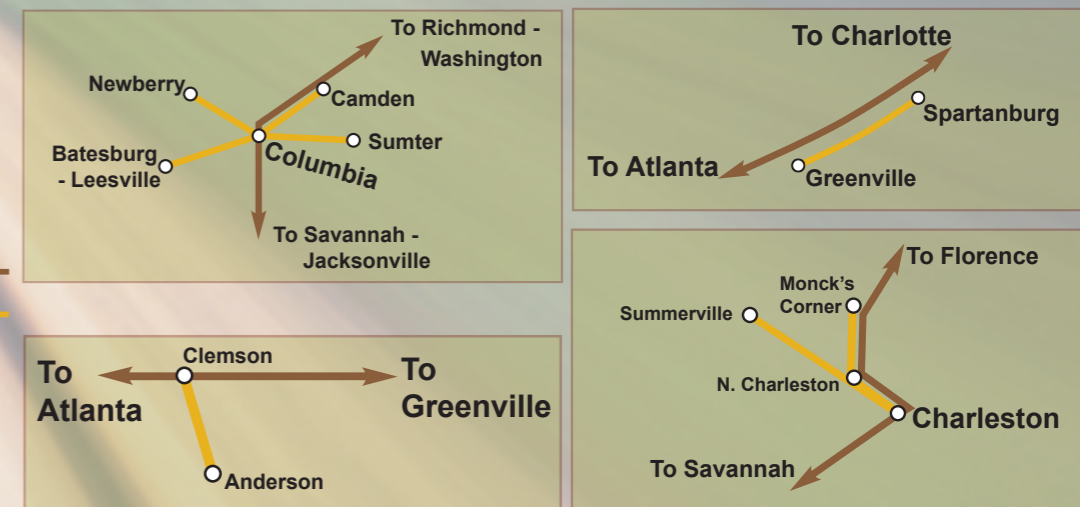 To Richmond -
Washington
Newberry
Camden
Sumter
Batesburg
- Leesville
Columbia
To Savannah -
Jacksonville
To Charlotte
Spartanburg
To Atlanta
Greenville
Clemson
To
Atlanta
To
Greenville
Anderson
To Florence
Monck's
Corner
Summerville
N. Charleston
Charleston
To Savannah